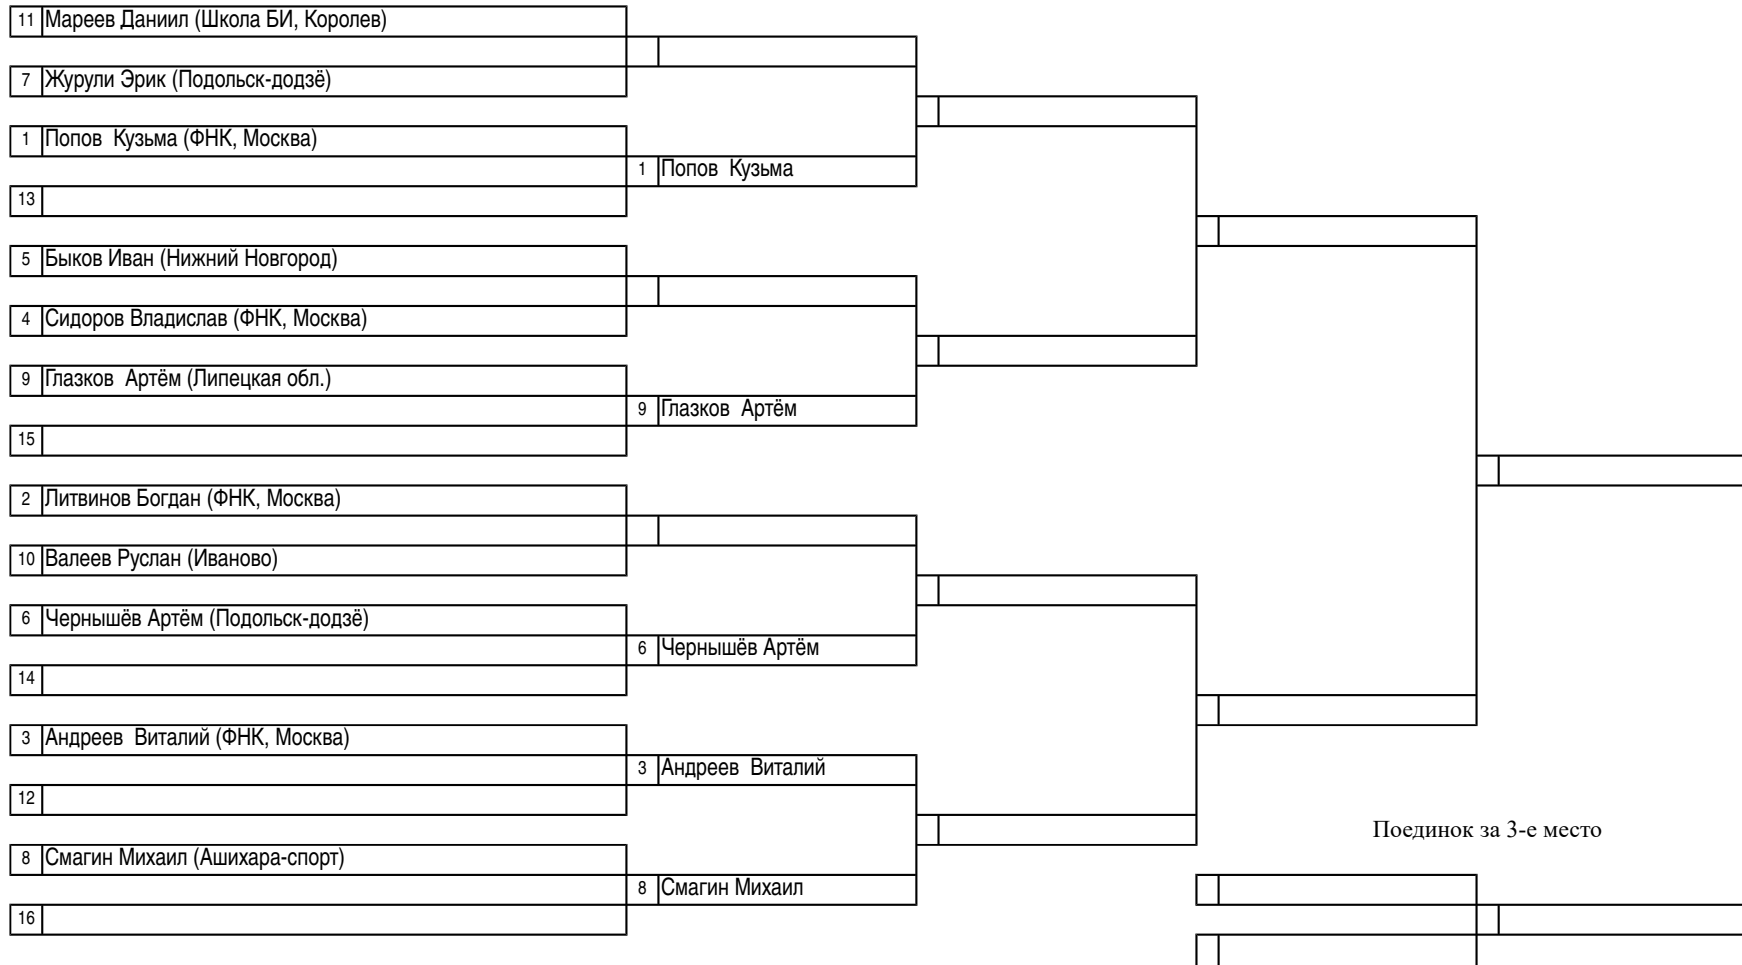 11 Мареев Даниил (Школа БИ, Королев)
7 Журули Эрик (Подольск-додзё)
1 Попов Кузьма (ФНК, Москва)
1 Попов Кузьма
13
5 Быков Иван (Нижний Новгород)
4 Сидоров Владислав (ФНК, Москва)
9 Глазков Артём (Липецкая обл.)
9 Глазков Артём
15
2 Литвинов Богдан (ФНК, Москва)
10 Валеев Руслан (Иваново)
6 Чернышёв Артём (Подольск-додзё)
6 Чернышёв Артём
14
3 Андреев Виталий (ФНК, Москва)
3 Андреев Виталий
12
Поединок за 3-е место
8 Смагин Михаил (Ашихара-спорт)
8 Смагин Михаил
16